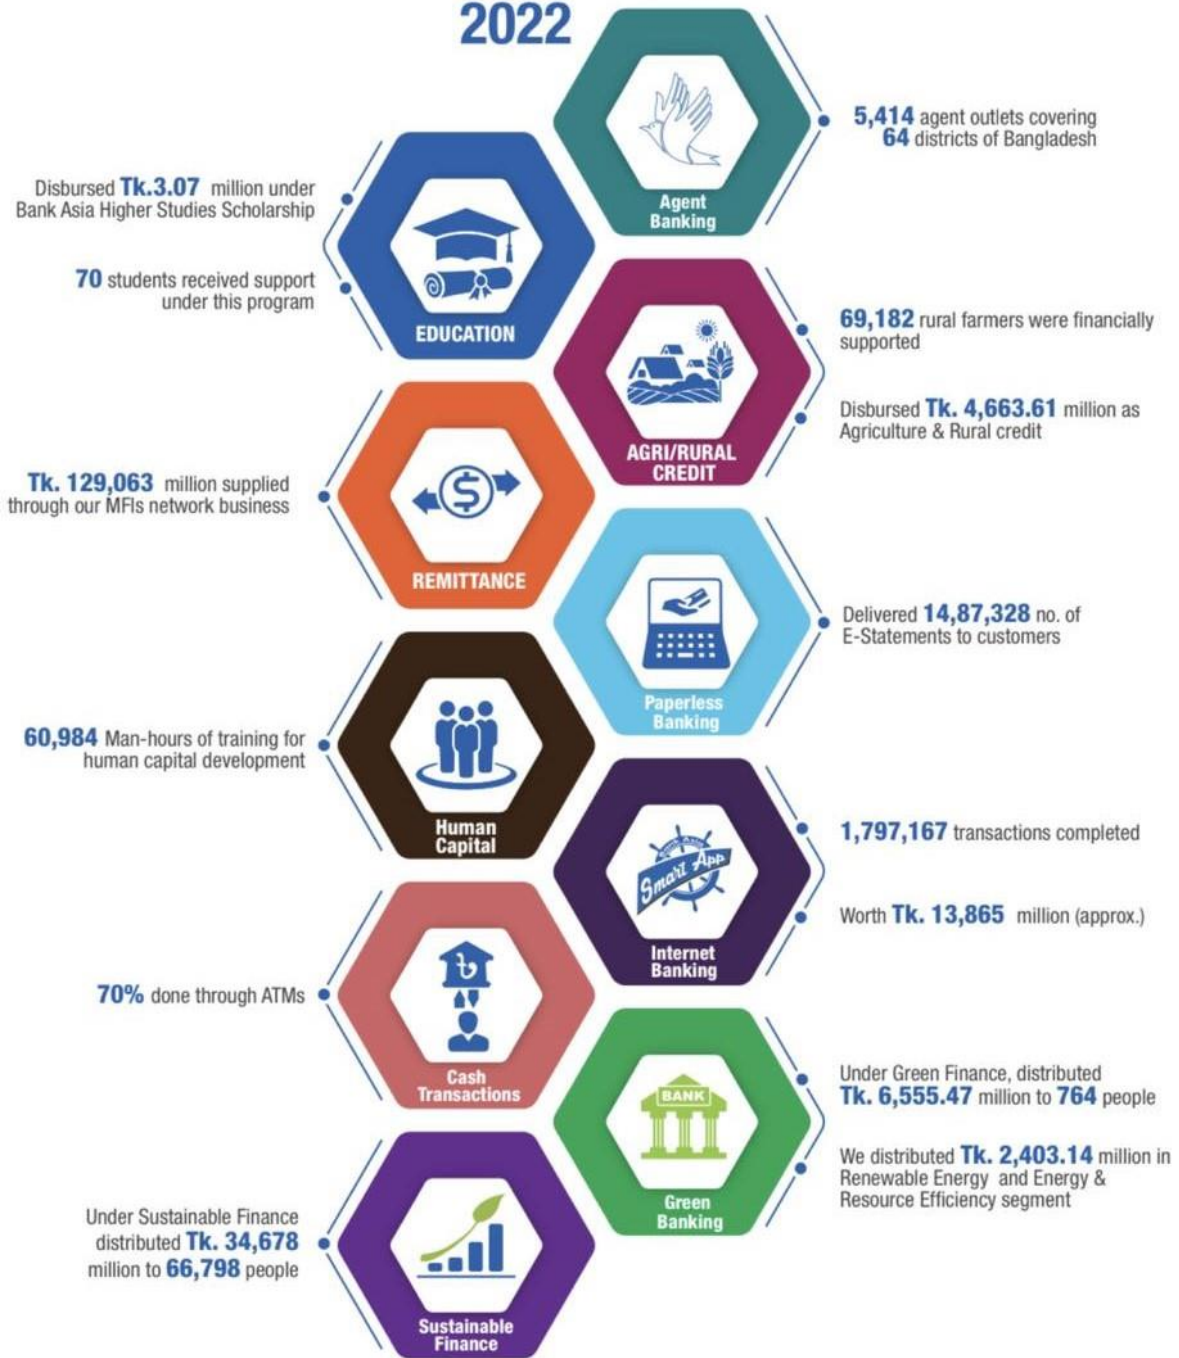 2022
5,414 agent outlets covering
64 districts of Bangladesh
Agent
Banking
Disbursed Tk.3.07 million under
Bank Asia Higher Studies Scholarship
70 students received support
under this program
EDUCATION
69,182 rural farmers were financially
supported
Disbursed Tk. 4,663.61 million as
Agriculture & Rural credit
AGRI/RURAL
CREDIT
Tk. 129,063 million supplied
through our MFIs network business
$
REMITTANCE
Delivered 14,87,328 no. of
E-Statements to customers
Paperless
Banking
60,984 Man-hours of training for
human capital development
Human
Capital
1,797,167 transactions completed
Worth Tk. 13,865 million (approx.)
Smart App
Internet
Banking
70% done through ATMs
৳
Cash
Transactions
Under Green Finance, distributed
Tk. 6,555.47 million to 764 people
We distributed Tk. 2,403.14 million in
Renewable Energy and Energy &
Resource Efficiency segment
BANK
Green
Banking
Under Sustainable Finance
distributed Tk. 34,678
million to 66,798 people
Sustainable
Finance